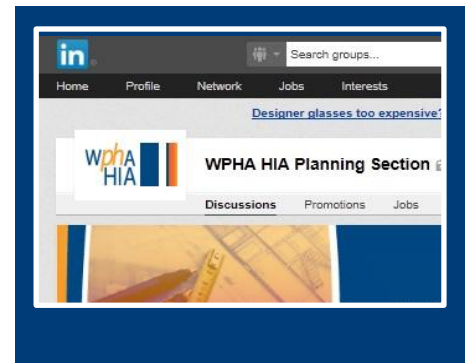 in
Search groups...
Home Profile Network Jobs Interests
Designer glasses too expensive?
WphA
HIA
WPHA HIA Planning Section
Discussions Promotions Jobs